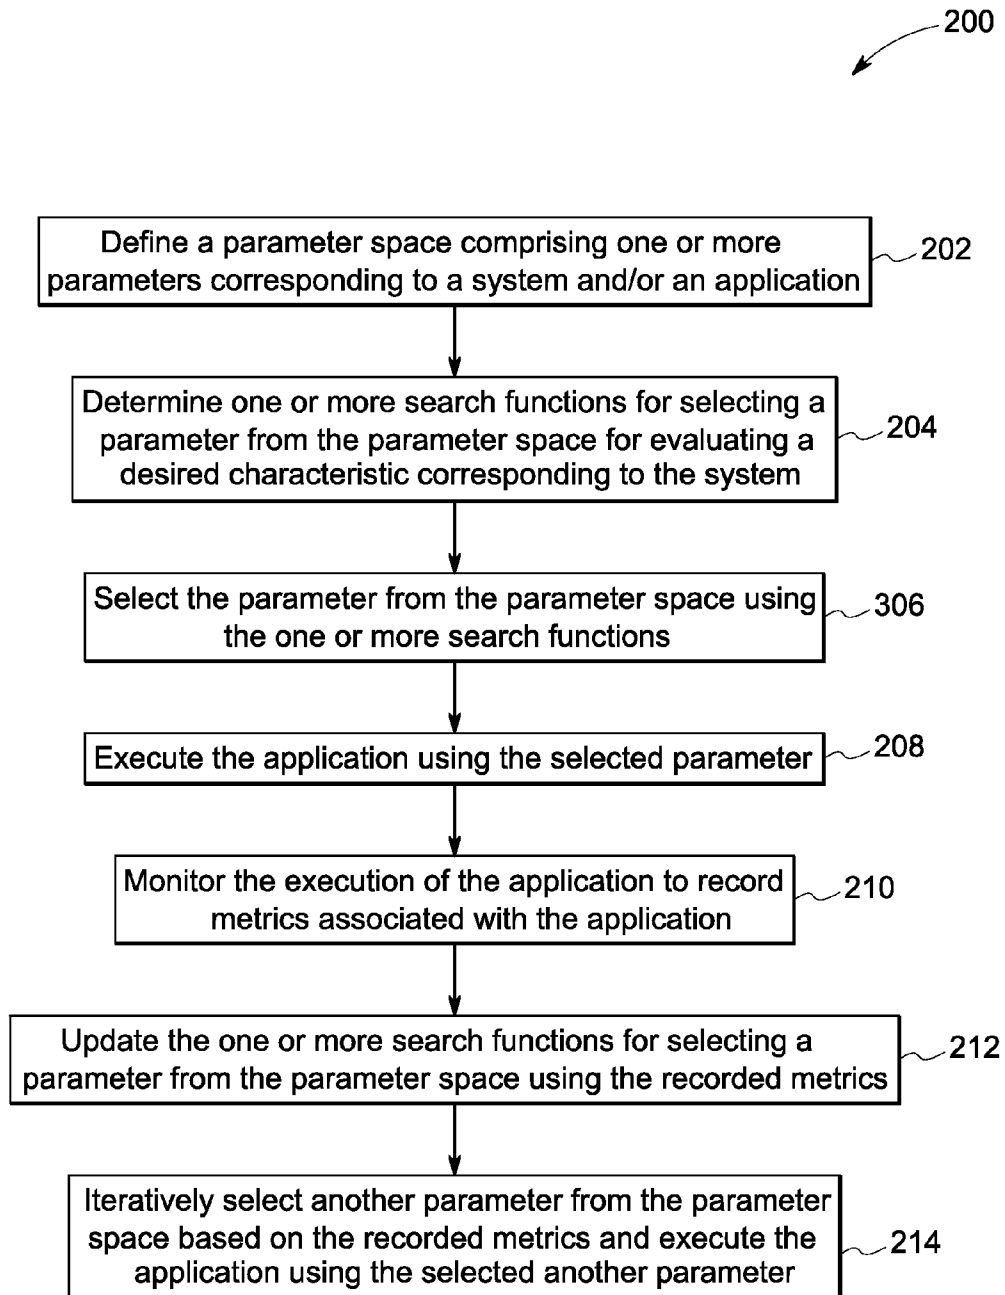 200
Define a parameter space comprising one or more
parameters corresponding to a system and/or an application
202
Determine one or more search functions for selecting a
parameter from the parameter space for evaluating a
desired characteristic corresponding to the system
204
Select the parameter from the parameter space using
the one or more search functions
306
Execute the application using the selected parameter
208
Monitor the execution of the application to record
metrics associated with the application
210
Update the one or more search functions for selecting a
parameter from the parameter space using the recorded metrics
212
Iteratively select another parameter from the parameter
space based on the recorded metrics and execute the
application using the selected another parameter
214